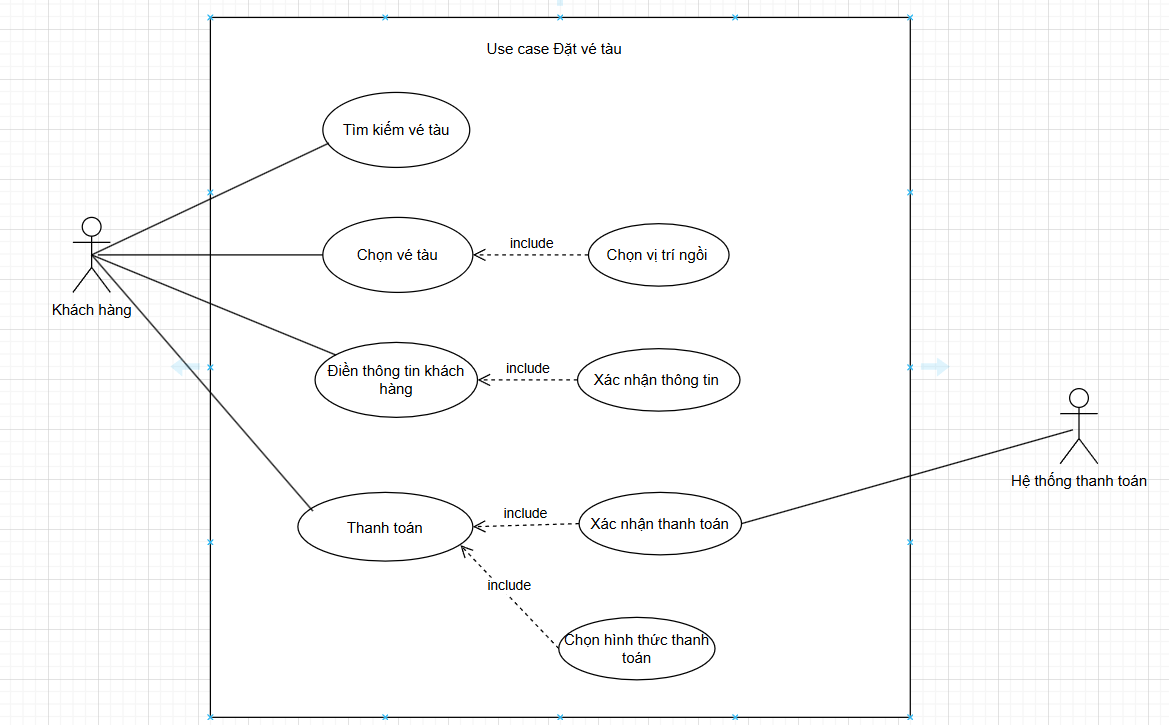 Use case Đặt vé tàu
Tìm kiếm vé tàu
Chọn vé tàu
include
Chọn vị trí ngồi
Khách hàng
Điền thông tin khách
hàng
include
Xác nhận thông tin
Hệ thống thanh toán
Thanh toán
include
Xác nhận thanh toán
include
Chọn hình thức thanh
toán